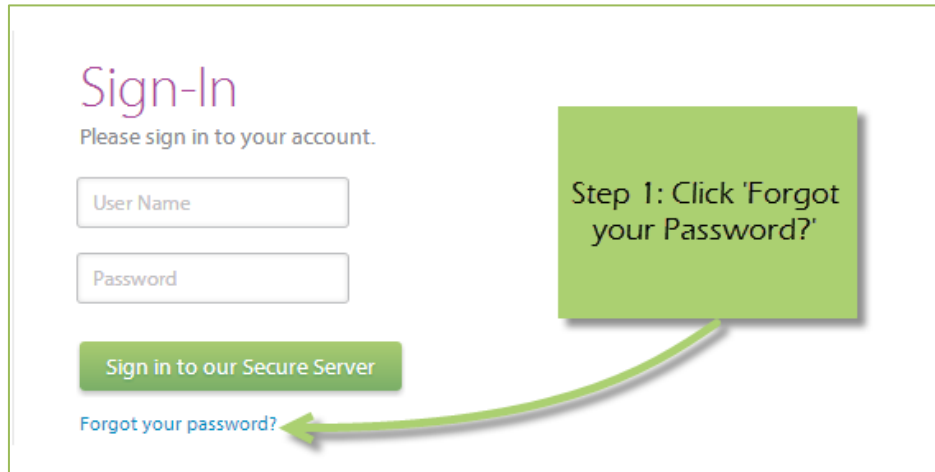 Sign-In
Please sign in to your account.
User Name
Password
Sign in to our Secure Server
Forgot your password?
Step 1: Click 'Forgot
your Password?'